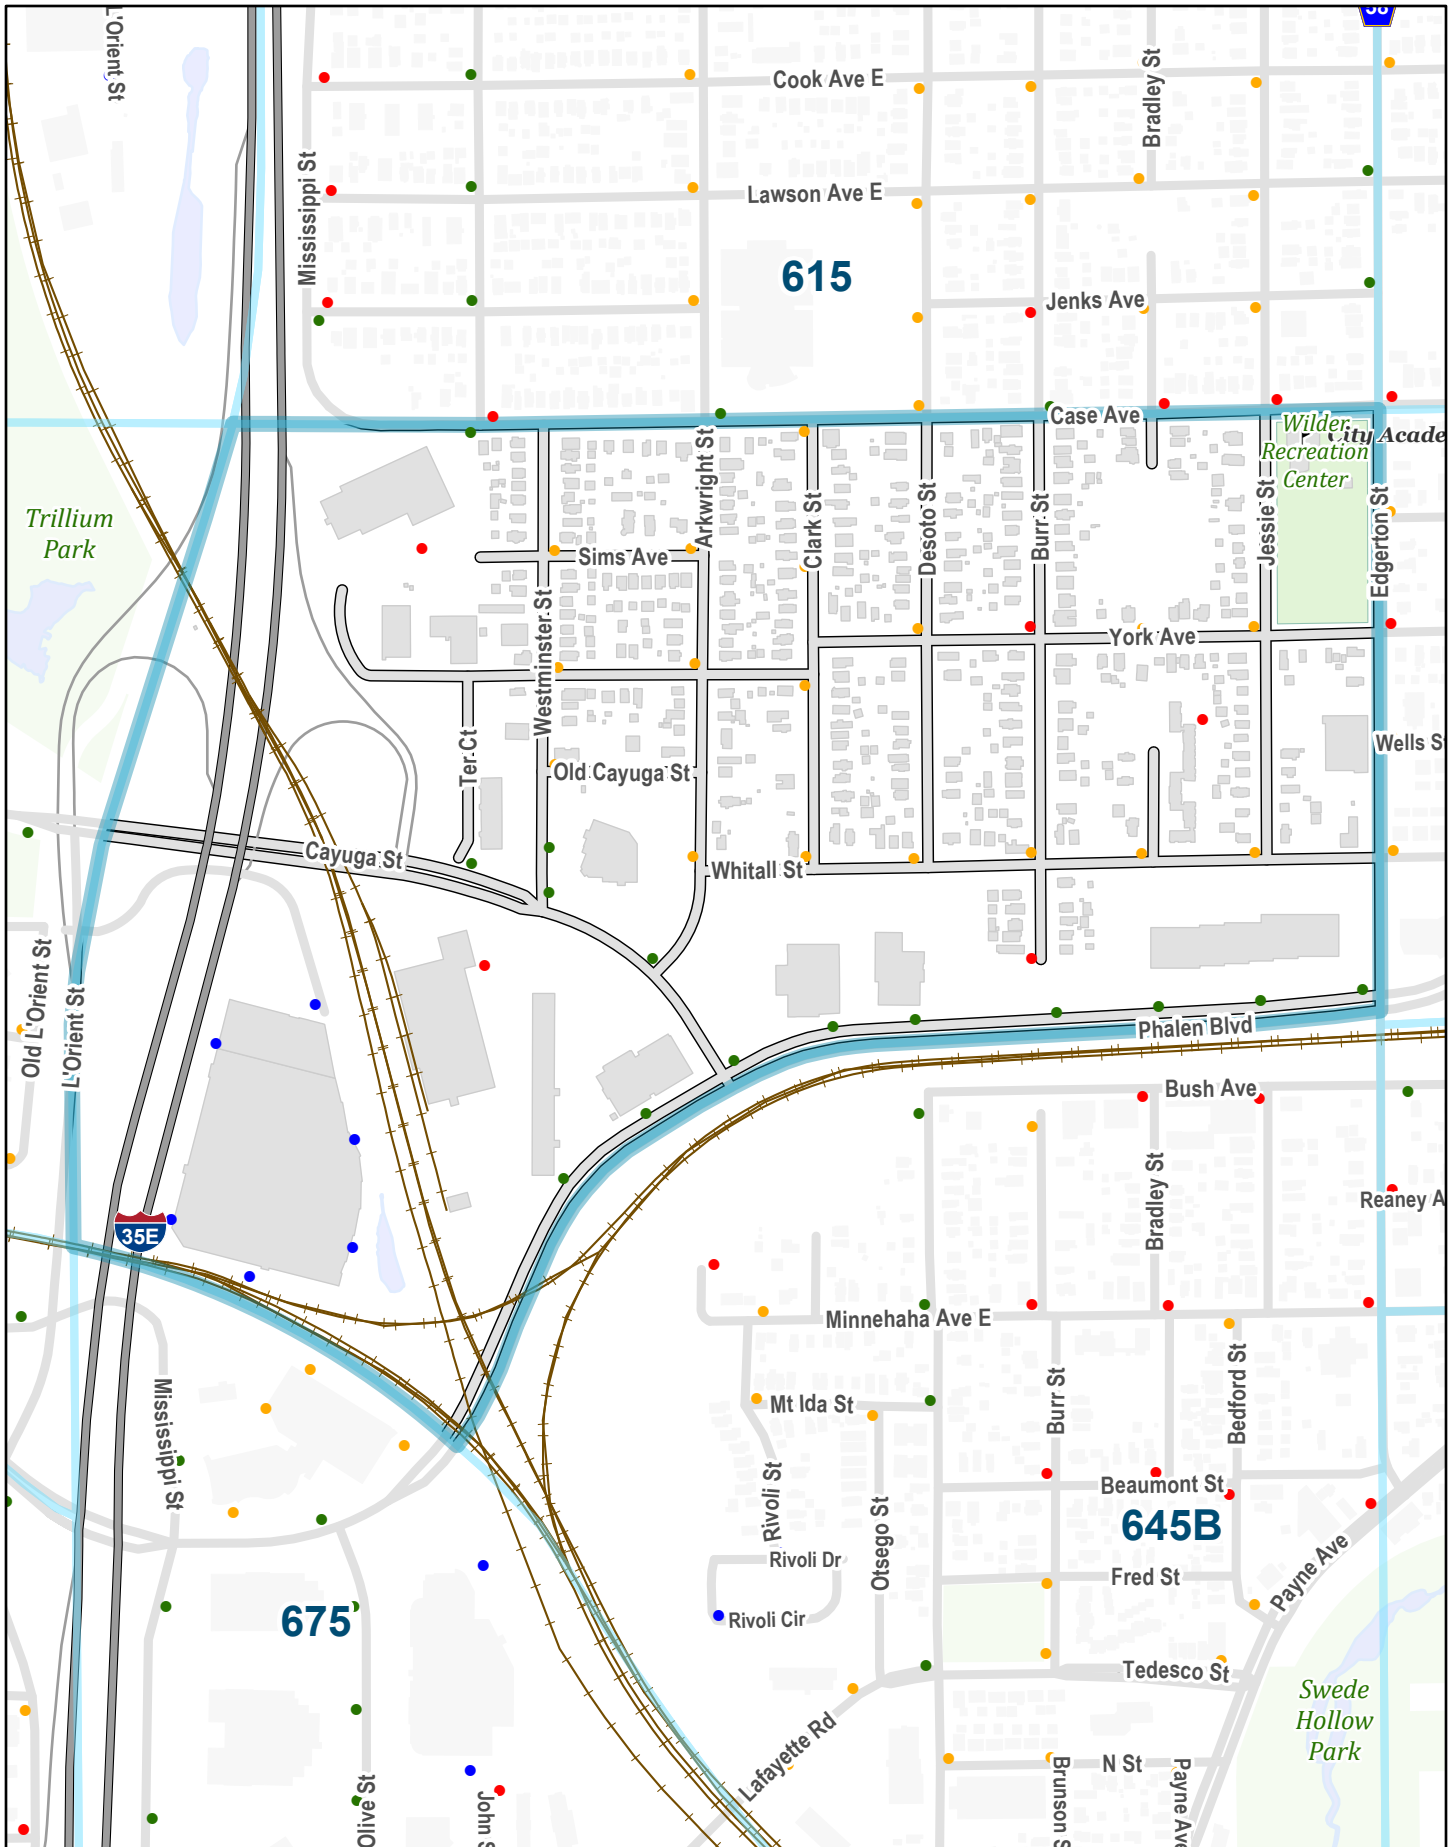 58
L'Orient St
Bradley St
Cook Ave E
Mississippi St
Lawson Ave E
615
Jenks Ave
Case Ave
Wilder
Recreation
Center
City Acade
Trillium
Park
Arkwright St
Clark St
Desoto St
Burr St
Jessie St
Edgerton St
Sims Ave
Westminster St
York Ave
Ter Ct
Old Cayuga St
Wells St
Cayuga St
Whitall St
Old L'Orient St
L'Orient St
Phalen Blvd
Bush Ave
Bradley St
Reaney A
35E
Minnehaha Ave E
Mississippi St
Mt Ida St
Burr St
Bedford St
Rivoli St
Otsego St
Beaumont St
645B
Payne Ave
Rivoli Dr
Fred St
675
Rivoli Cir
Tedesco St
Swede
Hollow
Park
Lafayette Rd
N St
Olive St
John S
Brunson S
Payne Ave